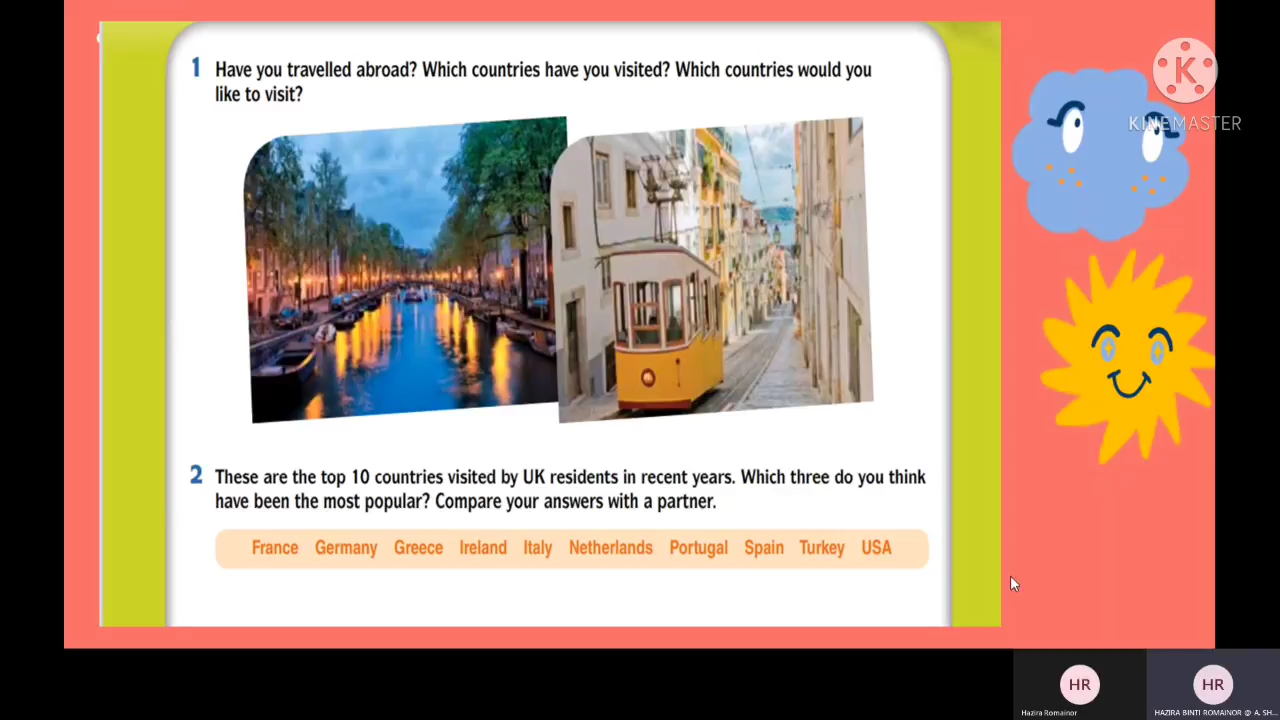 1 Have you travelled abroad? Which countries have you visited? Which countries would you
like to visit?
K
KINEMASTER
2 These are the top 10 countries visited by UK residents in recent years. Which three do you think
have been the most popular? Compare your answers with a partner.
France Germany Greece Ireland Italy Netherlands Portugal Spain Turkey USA
HR
Hazira Romainor
HR
HAZIRA BINTI ROMAINOR @ A. SH...